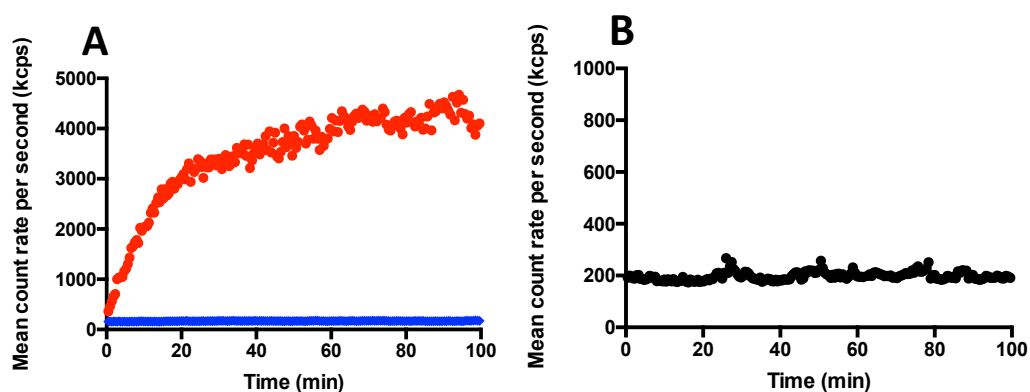 A
Mean count rate per second (kcps)
5000
4000
3000
2000
1000
0
0 20 40 60 80 100
Time (min)
B
Mean count rate per second (kcps)
1000
800
600
400
200
0
0 20 40 60 80 100
Time (min)